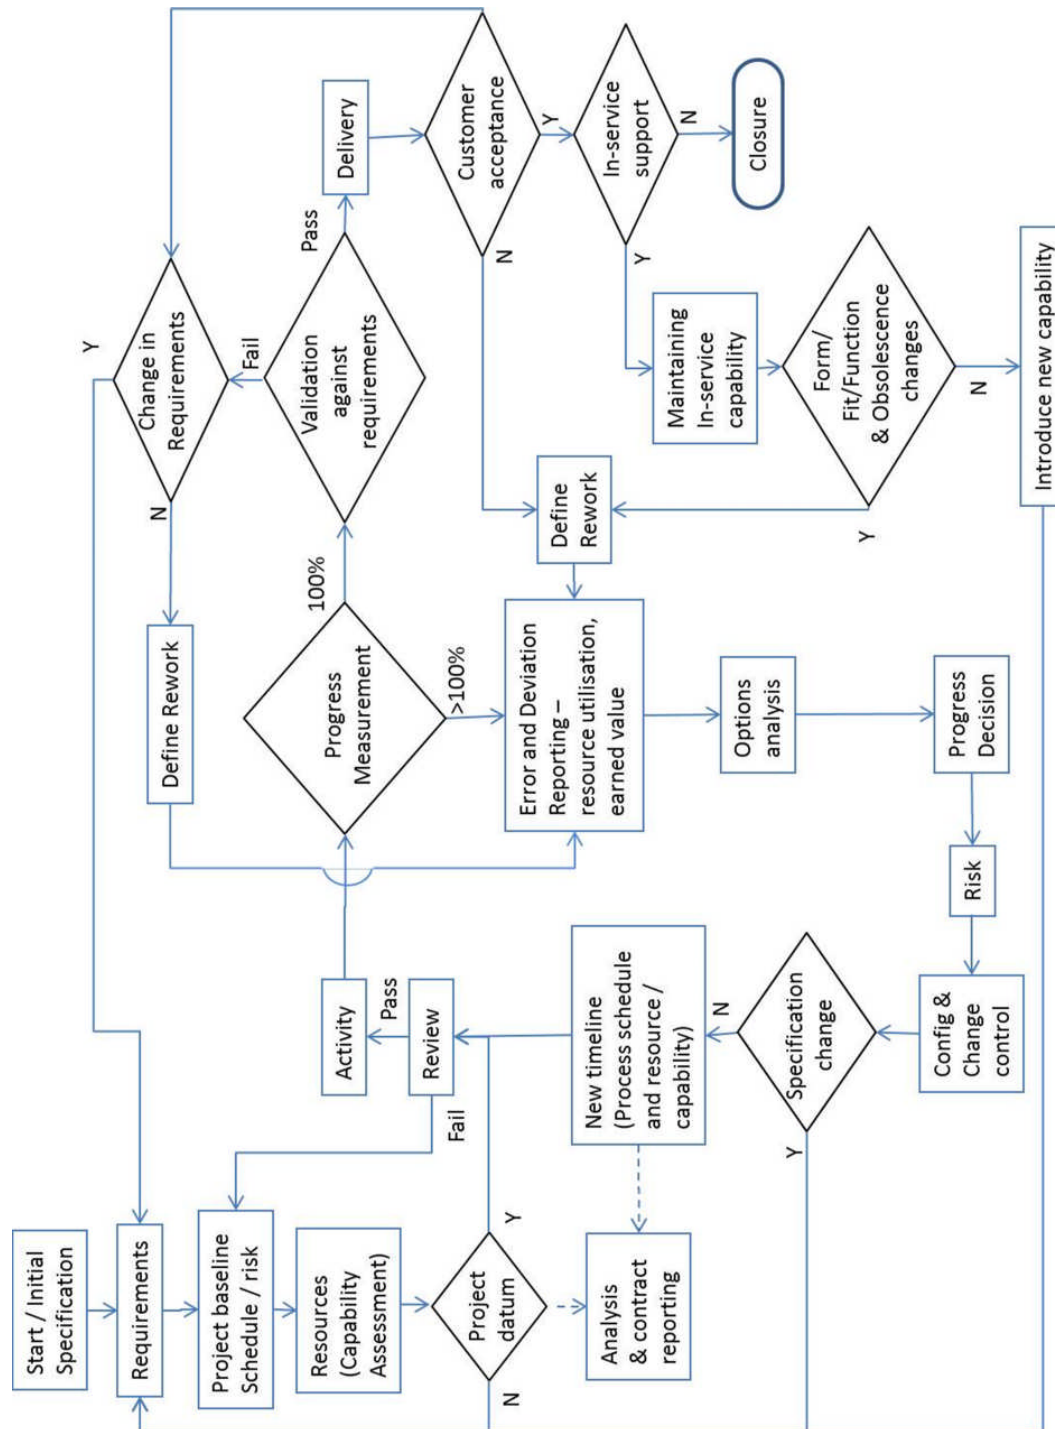 Start / Initial
Specification
Requirements
Project baseline
Schedule / risk
Resources
(Capability
Assessment)
Project
datum
N
Y
Analysis
& contract
reporting
Fail
Review
Pass
Activity
New timeline
(Process schedule
and resource /
capability)
N
Specification
change
Y
Config &
Change
control
Risk
Progress
Decision
Options
analysis
Error and Deviation
Reporting –
resource utilisation,
earned value
Define Rework
Progress
Measurement
100%
>100%
Define
Rework
N
Change in
Requirements
Y
Fail
Validation
against
requirements
Pass
Delivery
Customer
acceptance
N
Y
In-service
support
Y
N
Closure
Maintaining
In-service
capability
Form/
Fit/Function
& Obsolescence
changes
Y
N
Introduce new capability